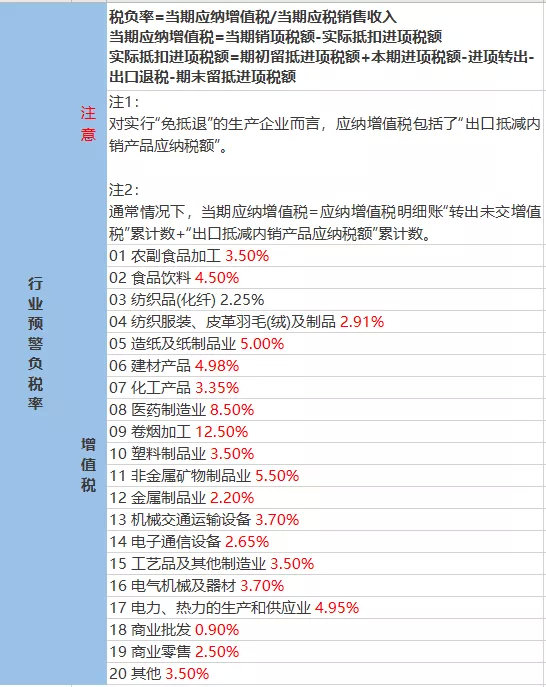 税负率=当期应纳增值税/当期应税销售收入
当期应纳增值税=当期销项税额-实际抵扣进项税额
实际抵扣进项税额=期初留抵进项税额+本期进项税额-进项转出-
出口退税-期末留抵进项税额
注意
注1：
对实行“免抵退”的生产企业而言，应纳增值税包括了“出口抵减内
销产品应纳税额”。
注2：
通常情况下，当期应纳增值税=应纳增值税明细账“转出未交增值
税”累计数+“出口抵减内销产品应纳税额”累计数。
行业预警负税率
增值税
01 农副食品加工 3.50%
02 食品饮料 4.50%
03 纺织品(化纤) 2.25%
04 纺织服装、皮革羽毛(绒)及制品 2.91%
05 造纸及纸制品业 5.00%
06 建材产品 4.98%
07 化工产品 3.35%
08 医药制造业 8.50%
09 卷烟加工 12.50%
10 塑料制品业 3.50%
11 非金属矿物制品业 5.50%
12 金属制品业 2.20%
13 机械交通运输设备 3.70%
14 电子通信设备 2.65%
15 工艺品及其他制造业 3.50%
16 电气机械及器材 3.70%
17 电力、热力的生产和供应业 4.95%
18 商业批发 0.90%
19 商业零售 2.50%
20 其他 3.50%